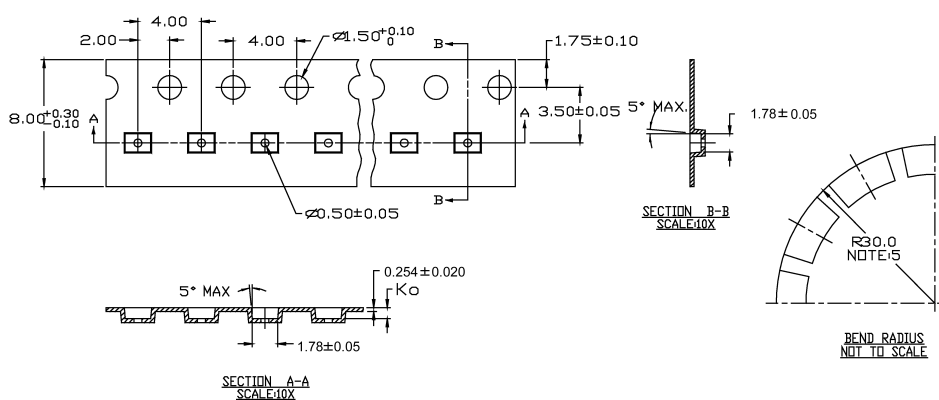 4.00
2.00
4.00
⌀1.50 +0.10 0
B
1.75±0.10
8.00 +0.30 -0.10
A
A
3.50±0.05
5° MAX.
1.78±0.05
B
⌀0.50±0.05
SECTION B-B
SCALE:10X
R30.0
NOTE:5
0.254±0.020
5° MAX
Ko
1.78±0.05
BEND RADIUS
NOT TO SCALE
SECTION A-A
SCALE:10X